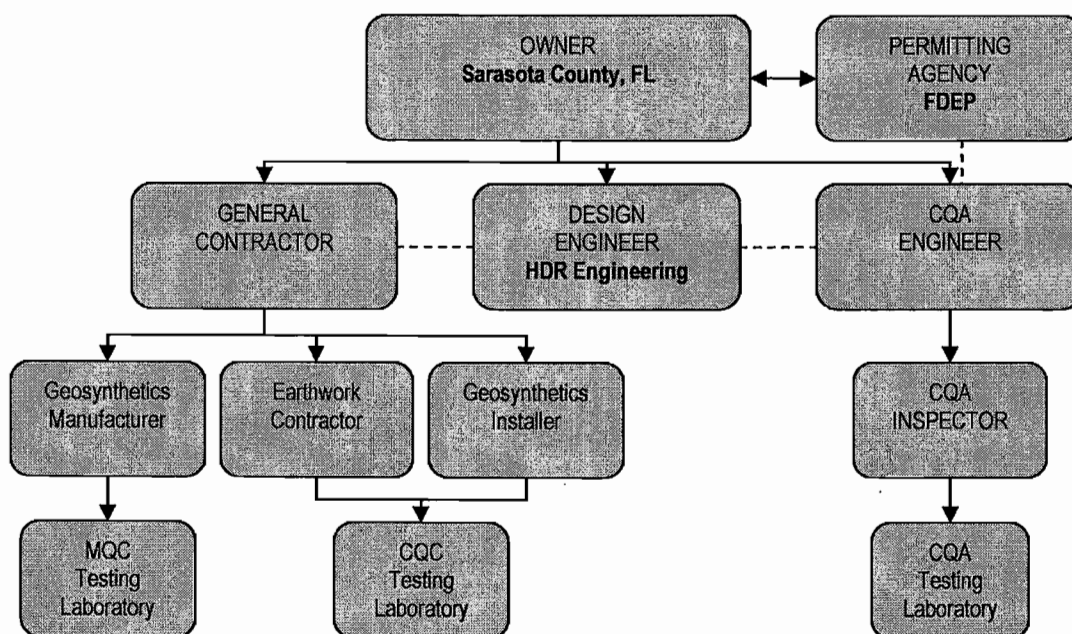 OWNER
Sarasota County, FL
PERMITTING
AGENCY
FDEP
GENERAL
CONTRACTOR
DESIGN
ENGINEER
HDR Engineering
CQA
ENGINEER
Geosynthetics
Manufacturer
Earthwork
Contractor
Geosynthetics
Installer
CQA
INSPECTOR
MQC
Testing
Laboratory
CQC
Testing
Laboratory
CQA
Testing
Laboratory